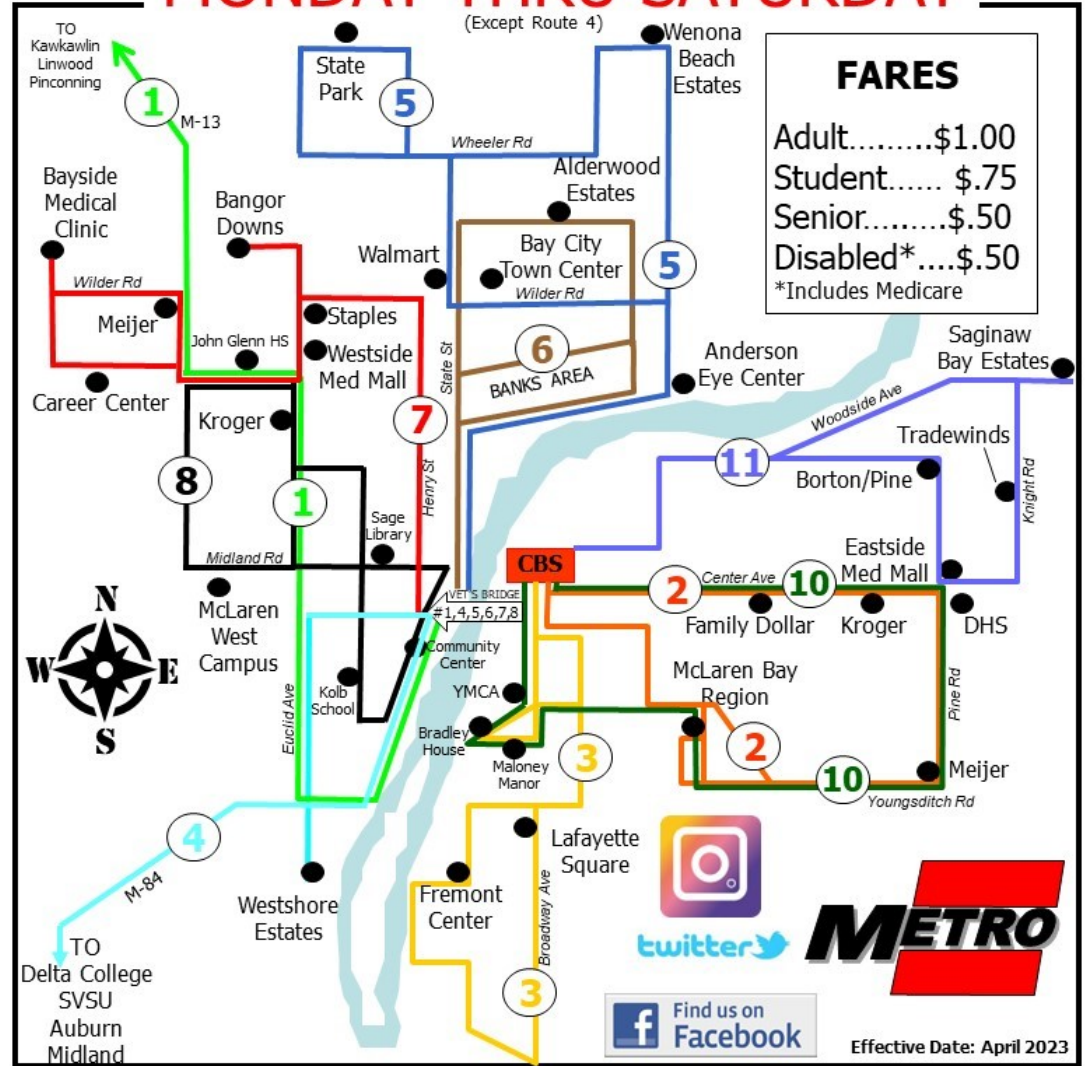 MONDAY THRU SATURDAY
(Except Route 4)
TO
Kawkawlin
Linwood
Pinconning
1
M-13
State
Park
5
Wenona
Beach
Estates
Wheeler Rd
FARES
Adult.........$1.00
Student...... $.75
Senior.........$.50
Disabled*....$.50
*Includes Medicare
Bayside
Medical
Clinic
Bangor
Downs
Walmart
Alderwood
Estates
Bay City
Town Center
5
Wilder Rd
Wilder Rd
Meijer
Staples
John Glenn HS
Westside
Med Mall
Career Center
State St
6
BANKS AREA
Anderson
Eye Center
Saginaw
Bay Estates
Kroger
7
Woodside Ave
Tradewinds
8
1
Henry St
11
Borton/Pine
Knight Rd
Sage
Library
Midland Rd
CBS
Eastside
Med Mall
N
W
E
S
McLaren
West
Campus
VET'S BRIDGE
#1,4,5,6,7,8
2
Center Ave
10
Family Dollar
Kroger
DHS
Community
Center
Kolb
School
YMCA
McLaren Bay
Region
Pine Rd
Euclid Ave
Bradley
House
Maloney
Manor
3
2
10
Meijer
Youngsditch Rd
4
M-84
Lafayette
Square
Westshore
Estates
Fremont
Center
Broadway Ave
twitter
METRO
TO
Delta College
SVSU
Auburn
Midland
3
f
Find us on
Facebook
Effective Date: April 2023